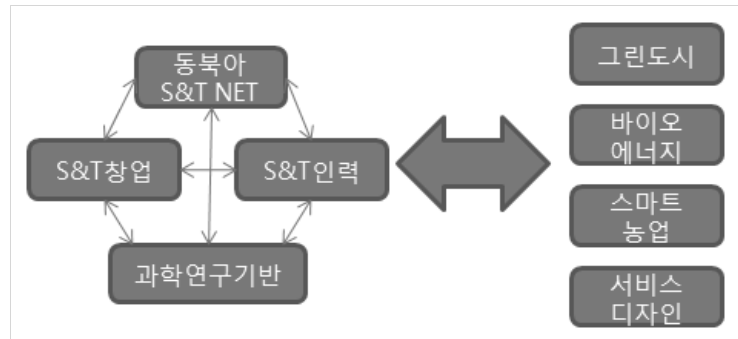 동북아
S&T NET
S&T창업
S&T인력
과학연구기반
그린도시
바이오
에너지
스마트
농업
서비스
디자인